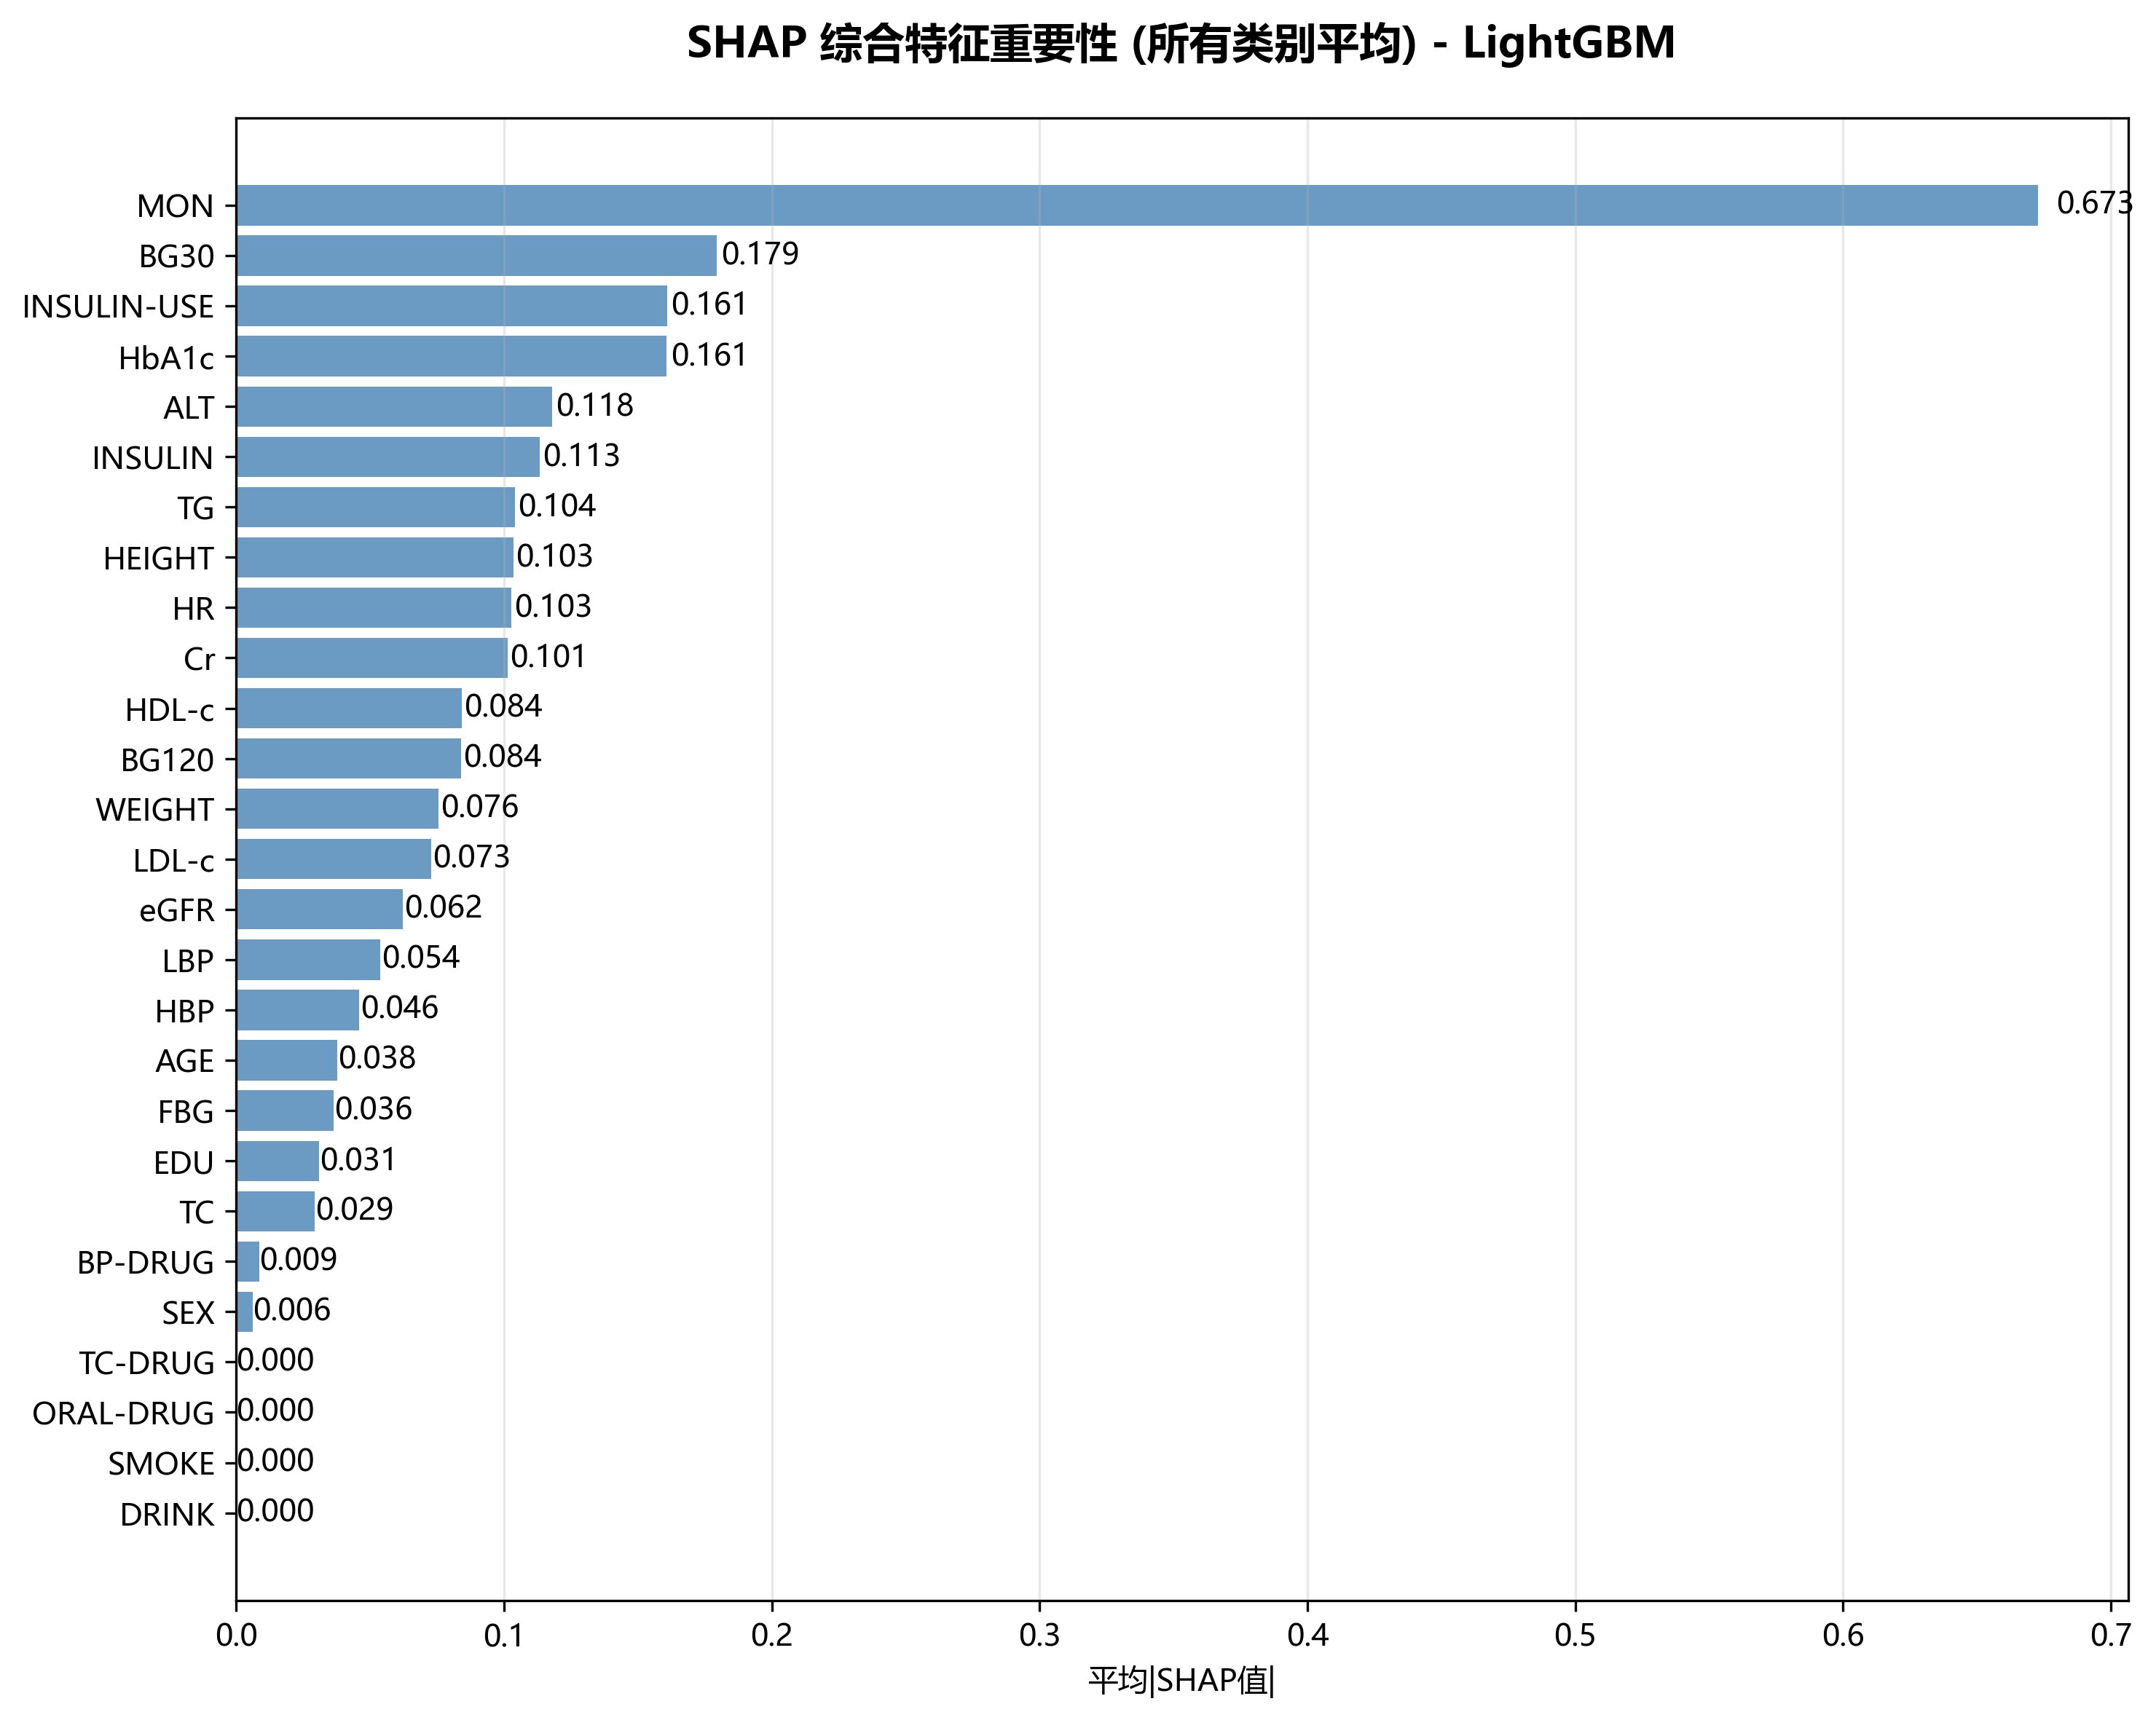 SHAP 综合特征重要性 (所有类别平均) - LightGBM
MON 0.673
BG30 0.179
INSULIN-USE 0.161
HbA1c 0.161
ALT 0.118
INSULIN 0.113
TG 0.104
HEIGHT 0.103
HR 0.103
Cr 0.101
HDL-c 0.084
BG120 0.084
WEIGHT 0.076
LDL-c 0.073
eGFR 0.062
LBP 0.054
HBP 0.046
AGE 0.038
FBG 0.036
EDU 0.031
TC 0.029
BP-DRUG 0.009
SEX 0.006
TC-DRUG 0.000
ORAL-DRUG 0.000
SMOKE 0.000
DRINK 0.000
0.0 0.1 0.2 0.3 0.4 0.5 0.6 0.7
平均|SHAP值|